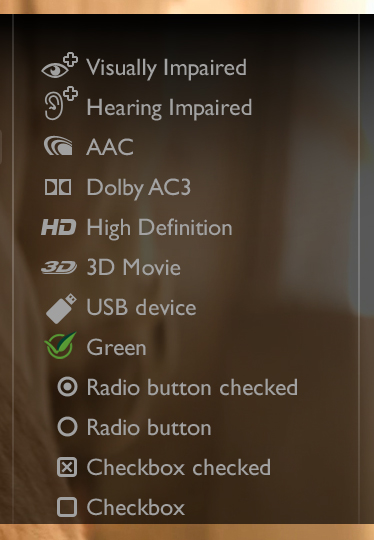 Visually Impaired
Hearing Impaired
AAC
Dolby AC3
HD High Definition
3D 3D Movie
USB device
Green
Radio button checked
Radio button
Checkbox checked
Checkbox